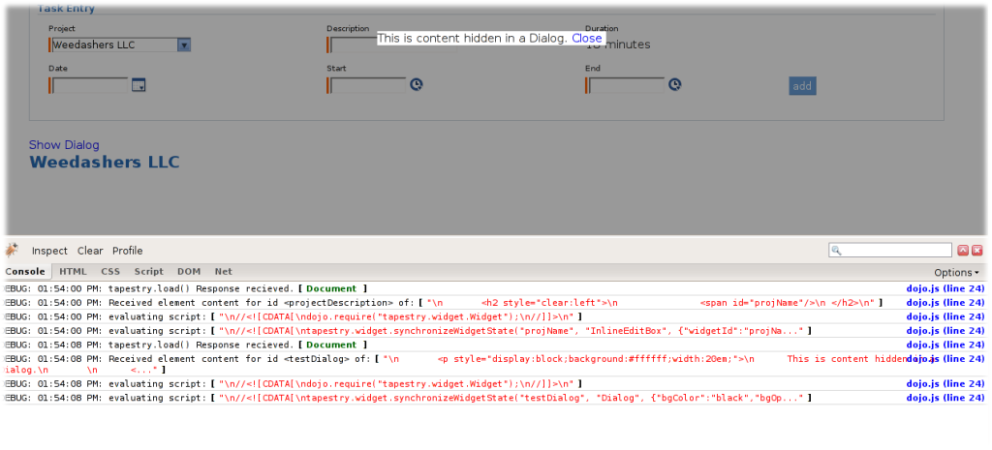 Task Entry
Project Description Duration
Weedashers LLC This is content hidden in a Dialog. Close minutes
Date Start End
add
Show Dialog
Weedashers LLC
Inspect Clear Profile
Console HTML CSS Script DOM Net Options
EBUG: 01:54:00 PM: tapestry.load() Response recieved. [ Document ] dojo.js (line 24)
EBUG: 01:54:00 PM: Received element content for id <projectDescription> of: [ "\n <h2 style="clear:left">\n <span id="projName"/>\n </h2>\n" ] dojo.js (line 24)
EBUG: 01:54:00 PM: evaluating script: [ "\n//<![CDATA[\ndojo.require("tapestry.widget.Widget");\n//]]>\n" ] dojo.js (line 24)
EBUG: 01:54:00 PM: evaluating script: [ "\n//<![CDATA[\ntapestry.widget.synchronizeWidgetState("projName", "InlineEditBox", {"widgetId":"projNa..." ] dojo.js (line 24)
EBUG: 01:54:08 PM: tapestry.load() Response recieved. [ Document ] dojo.js (line 24)
EBUG: 01:54:08 PM: Received element content for id <testDialog> of: [ "\n <p style="display:block;background:#ffffff;width:20em;">\n This is content hidden dojo.js (line 24)
ialog.\n \n <..." ]
EBUG: 01:54:08 PM: evaluating script: [ "\n//<![CDATA[\ndojo.require("tapestry.widget.Widget");\n//]]>\n" ] dojo.js (line 24)
EBUG: 01:54:08 PM: evaluating script: [ "\n//<![CDATA[\ntapestry.widget.synchronizeWidgetState("testDialog", "Dialog", {"bgColor":"black","bgOp..." ] dojo.js (line 24)